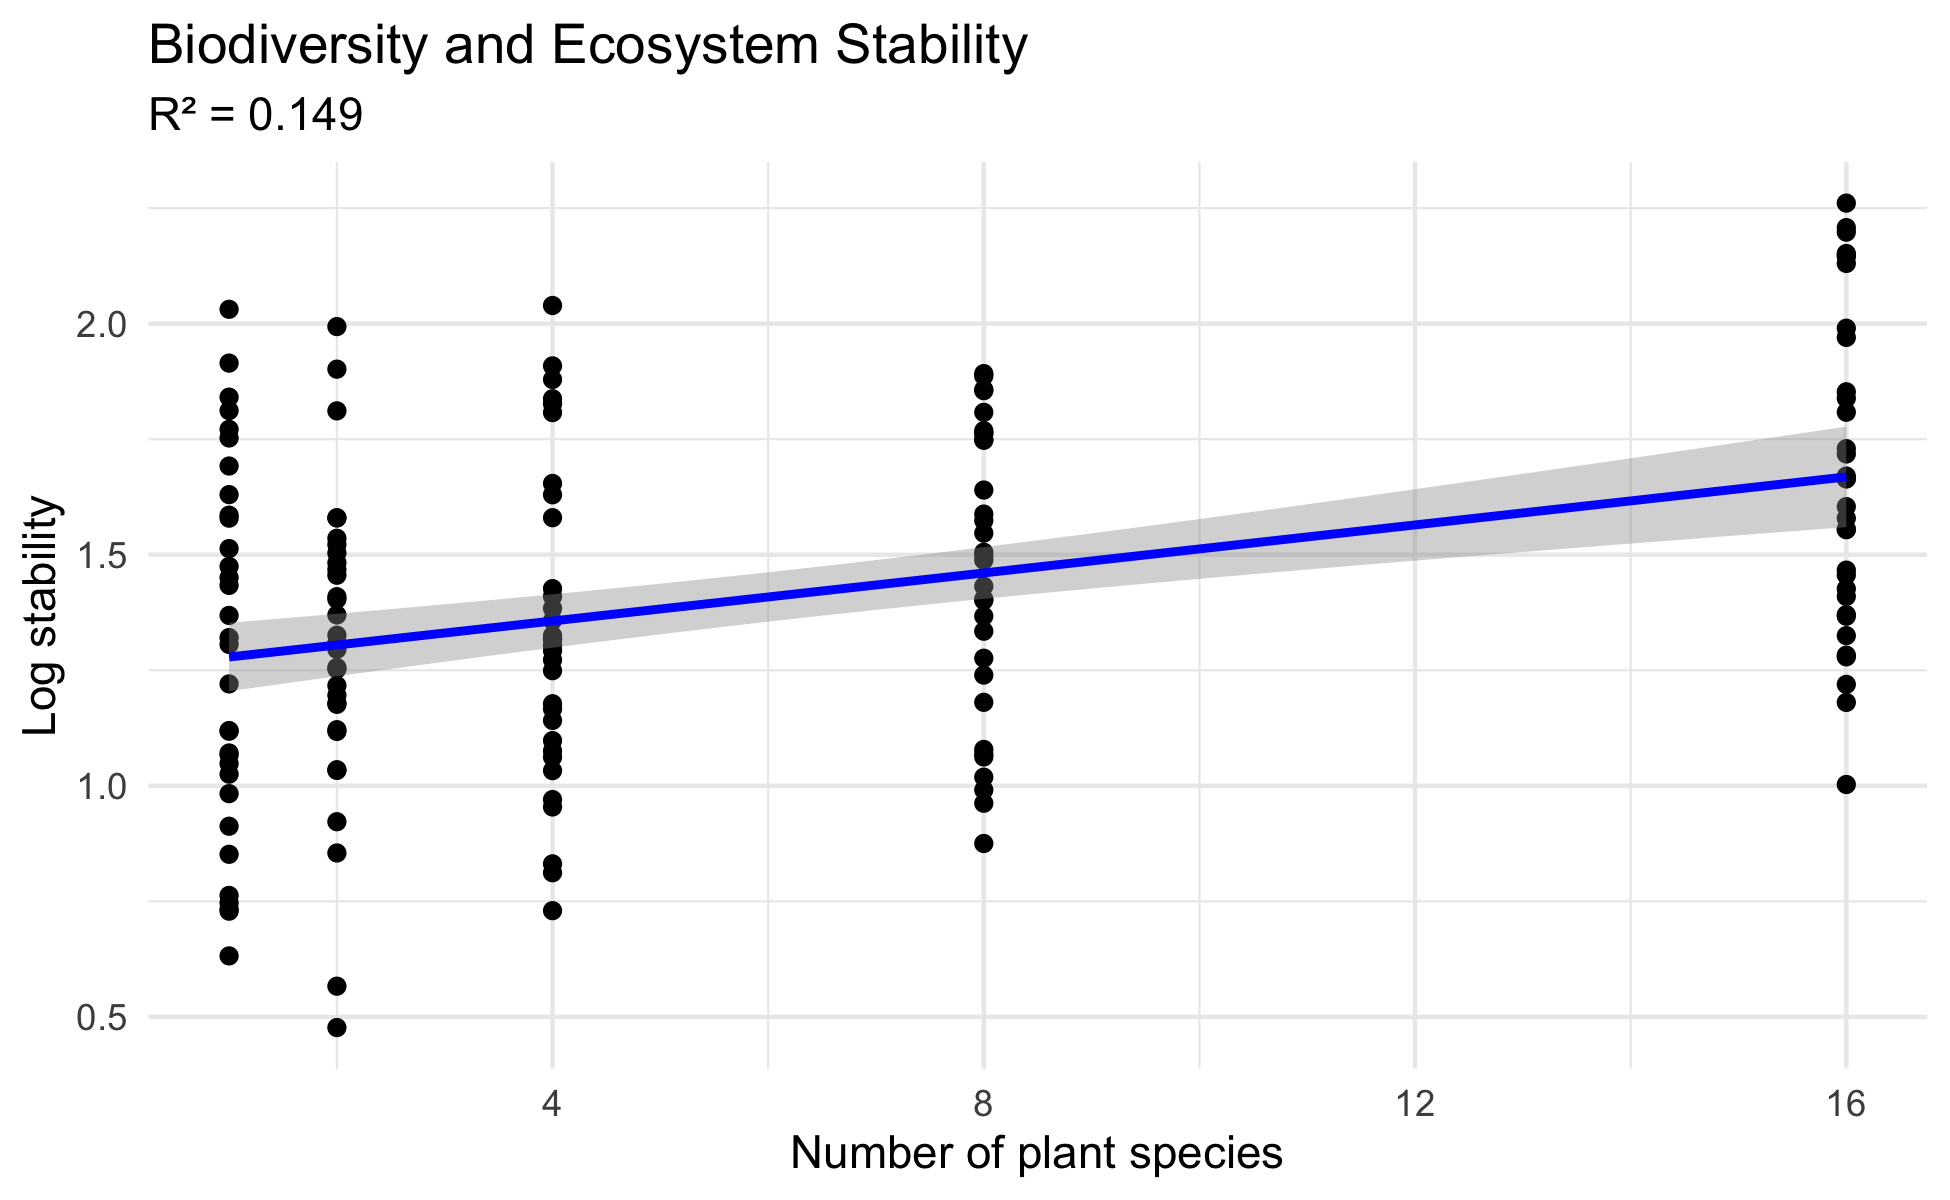 Biodiversity and Ecosystem Stability
R² = 0.149
Log stability
2.0
1.5
1.0
0.5
4 8 12 16
Number of plant species